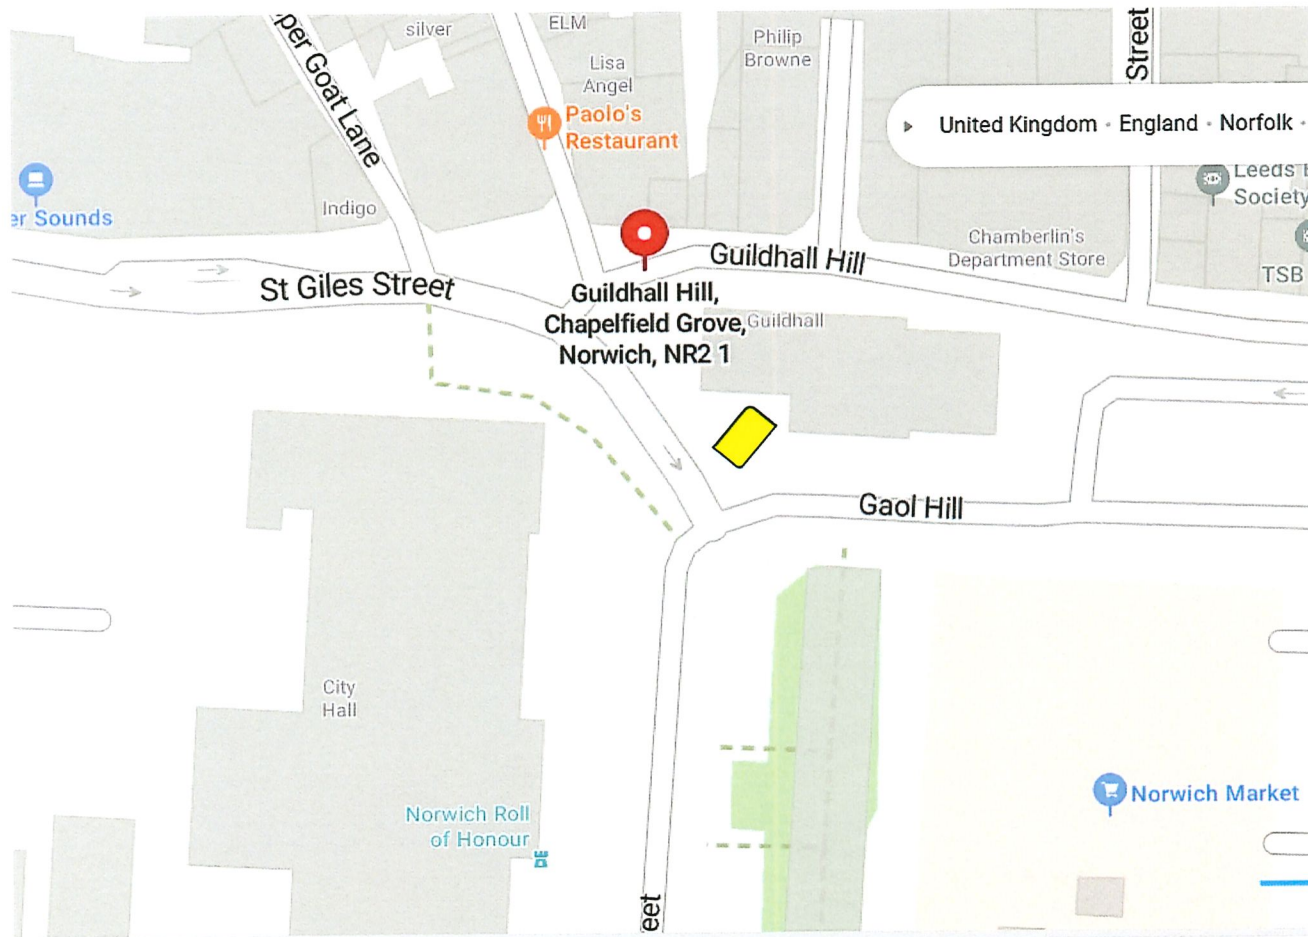 silver
ELM
Philip
Browne
Street
per Goat Lane
Lisa
Angel
Paolo's
Restaurant
United Kingdom · England · Norfolk ·
Leeds B
Society
er Sounds
Indigo
Guildhall Hill
Chamberlin's
Department Store
TSB
St Giles Street
Guildhall Hill,
Chapelfield Grove,
Norwich, NR2 1
Guildhall
Gaol Hill
City
Hall
Norwich Roll
of Honour
Norwich Market
eet